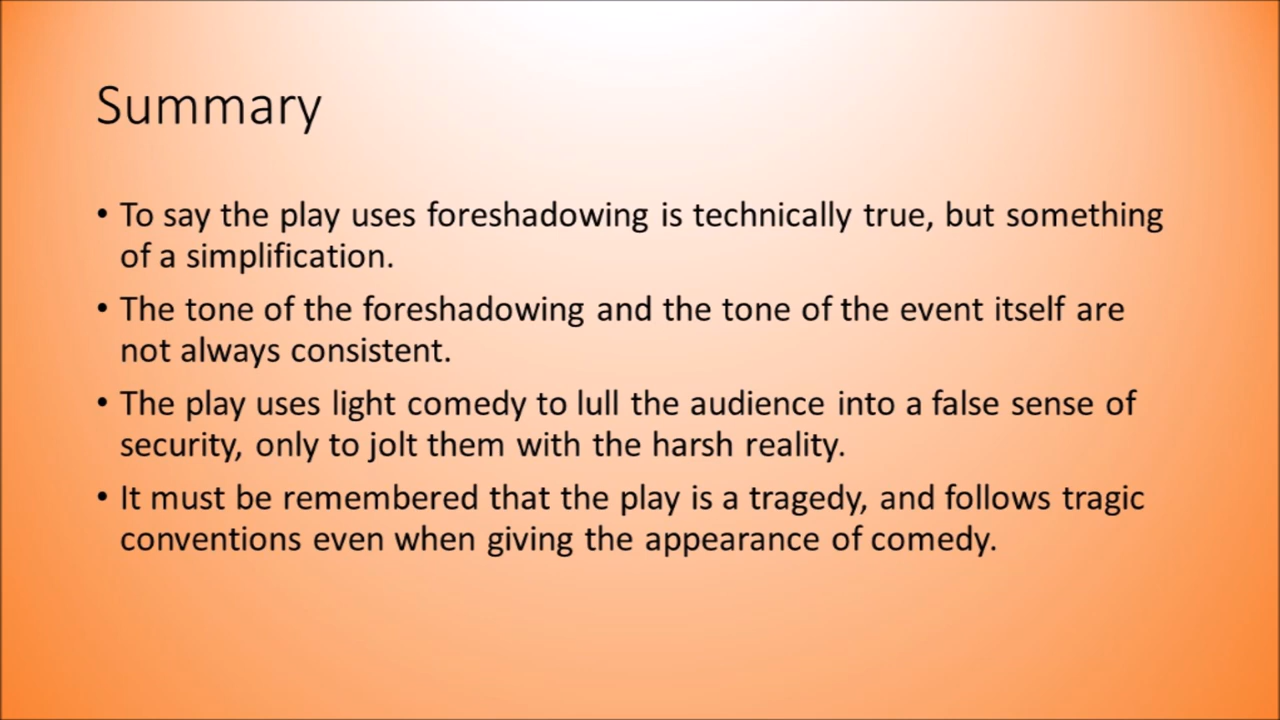 Summary
• To say the play uses foreshadowing is technically true, but something
of a simplification.
• The tone of the foreshadowing and the tone of the event itself are
not always consistent.
• The play uses light comedy to lull the audience into a false sense of
security, only to jolt them with the harsh reality.
• It must be remembered that the play is a tragedy, and follows tragic
conventions even when giving the appearance of comedy.